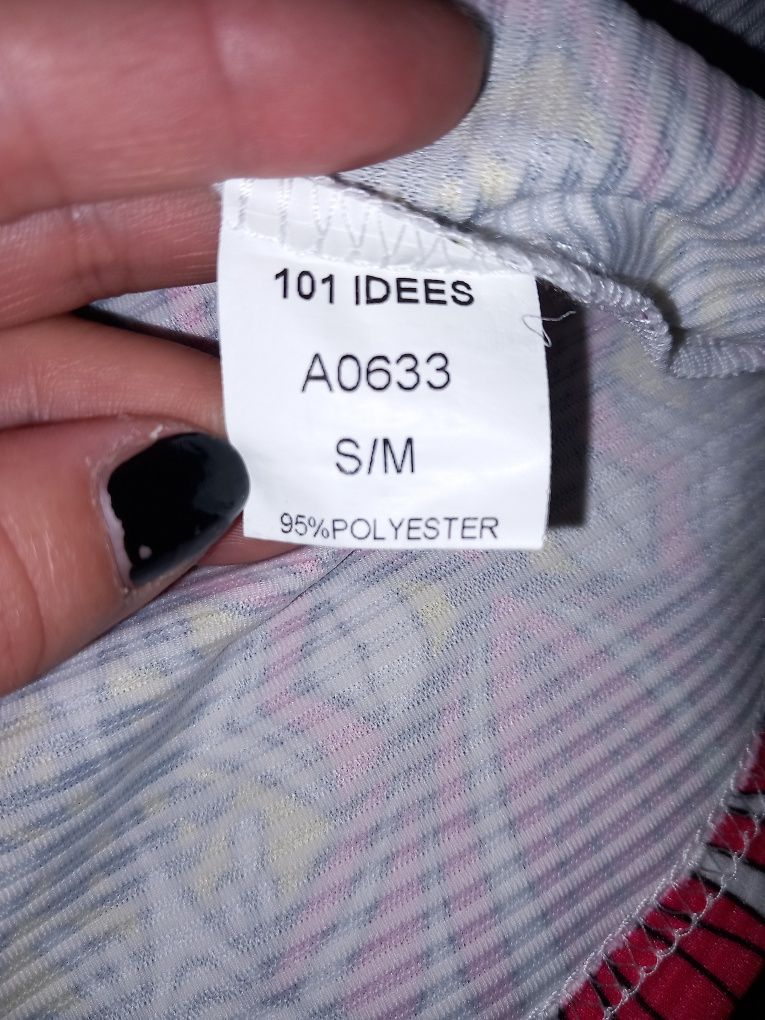 101 IDEES
A0633
S/M
95%POLYESTER